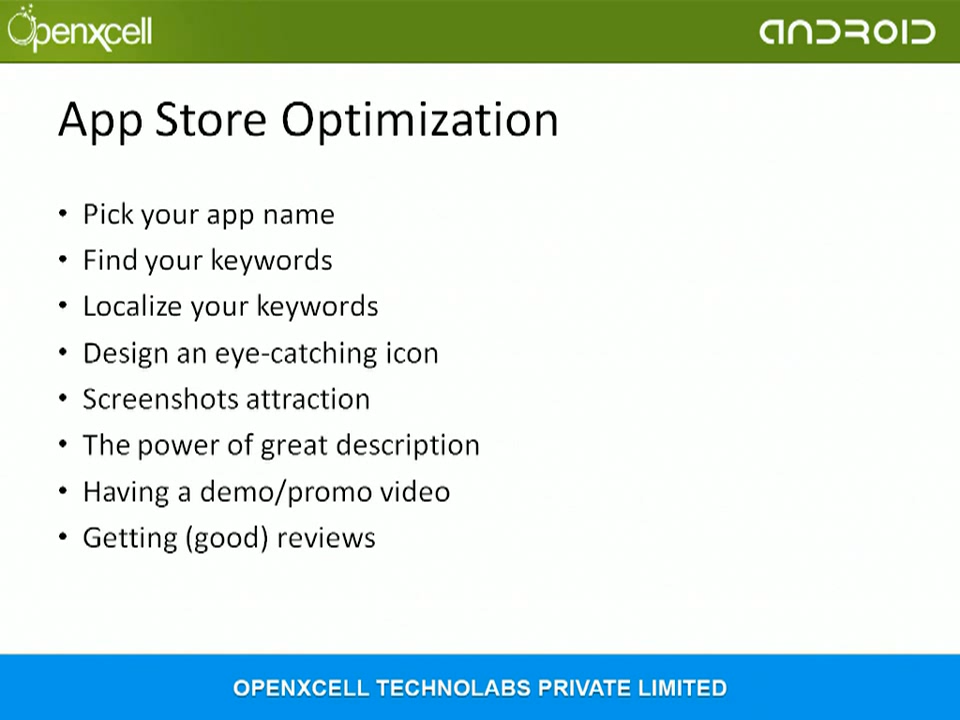 Openxcell
ANDROID
App Store Optimization
• Pick your app name
• Find your keywords
• Localize your keywords
• Design an eye-catching icon
• Screenshots attraction
• The power of great description
• Having a demo/promo video
• Getting (good) reviews
OPENXCELL TECHNOLABS PRIVATE LIMITED